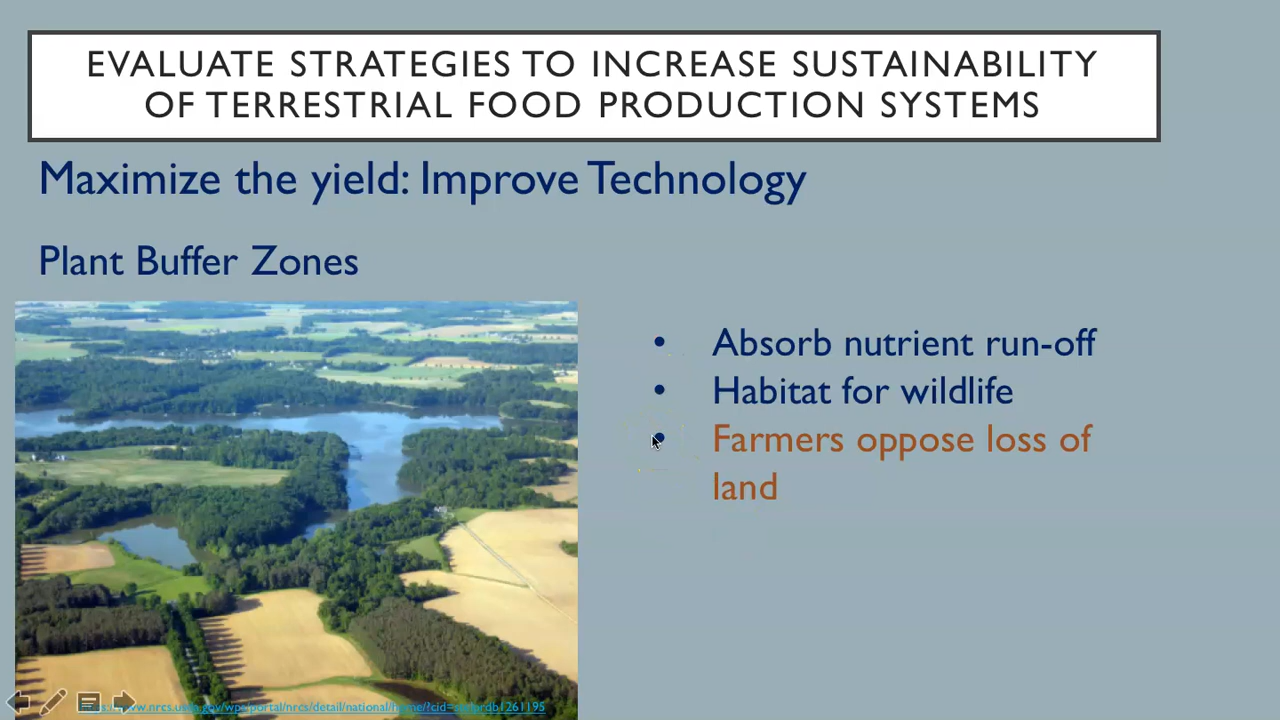 EVALUATE STRATEGIES TO INCREASE SUSTAINABILITY
OF TERRESTRIAL FOOD PRODUCTION SYSTEMS
Maximize the yield: Improve Technology
Plant Buffer Zones
• Absorb nutrient run-off
• Habitat for wildlife
• Farmers oppose loss of
land